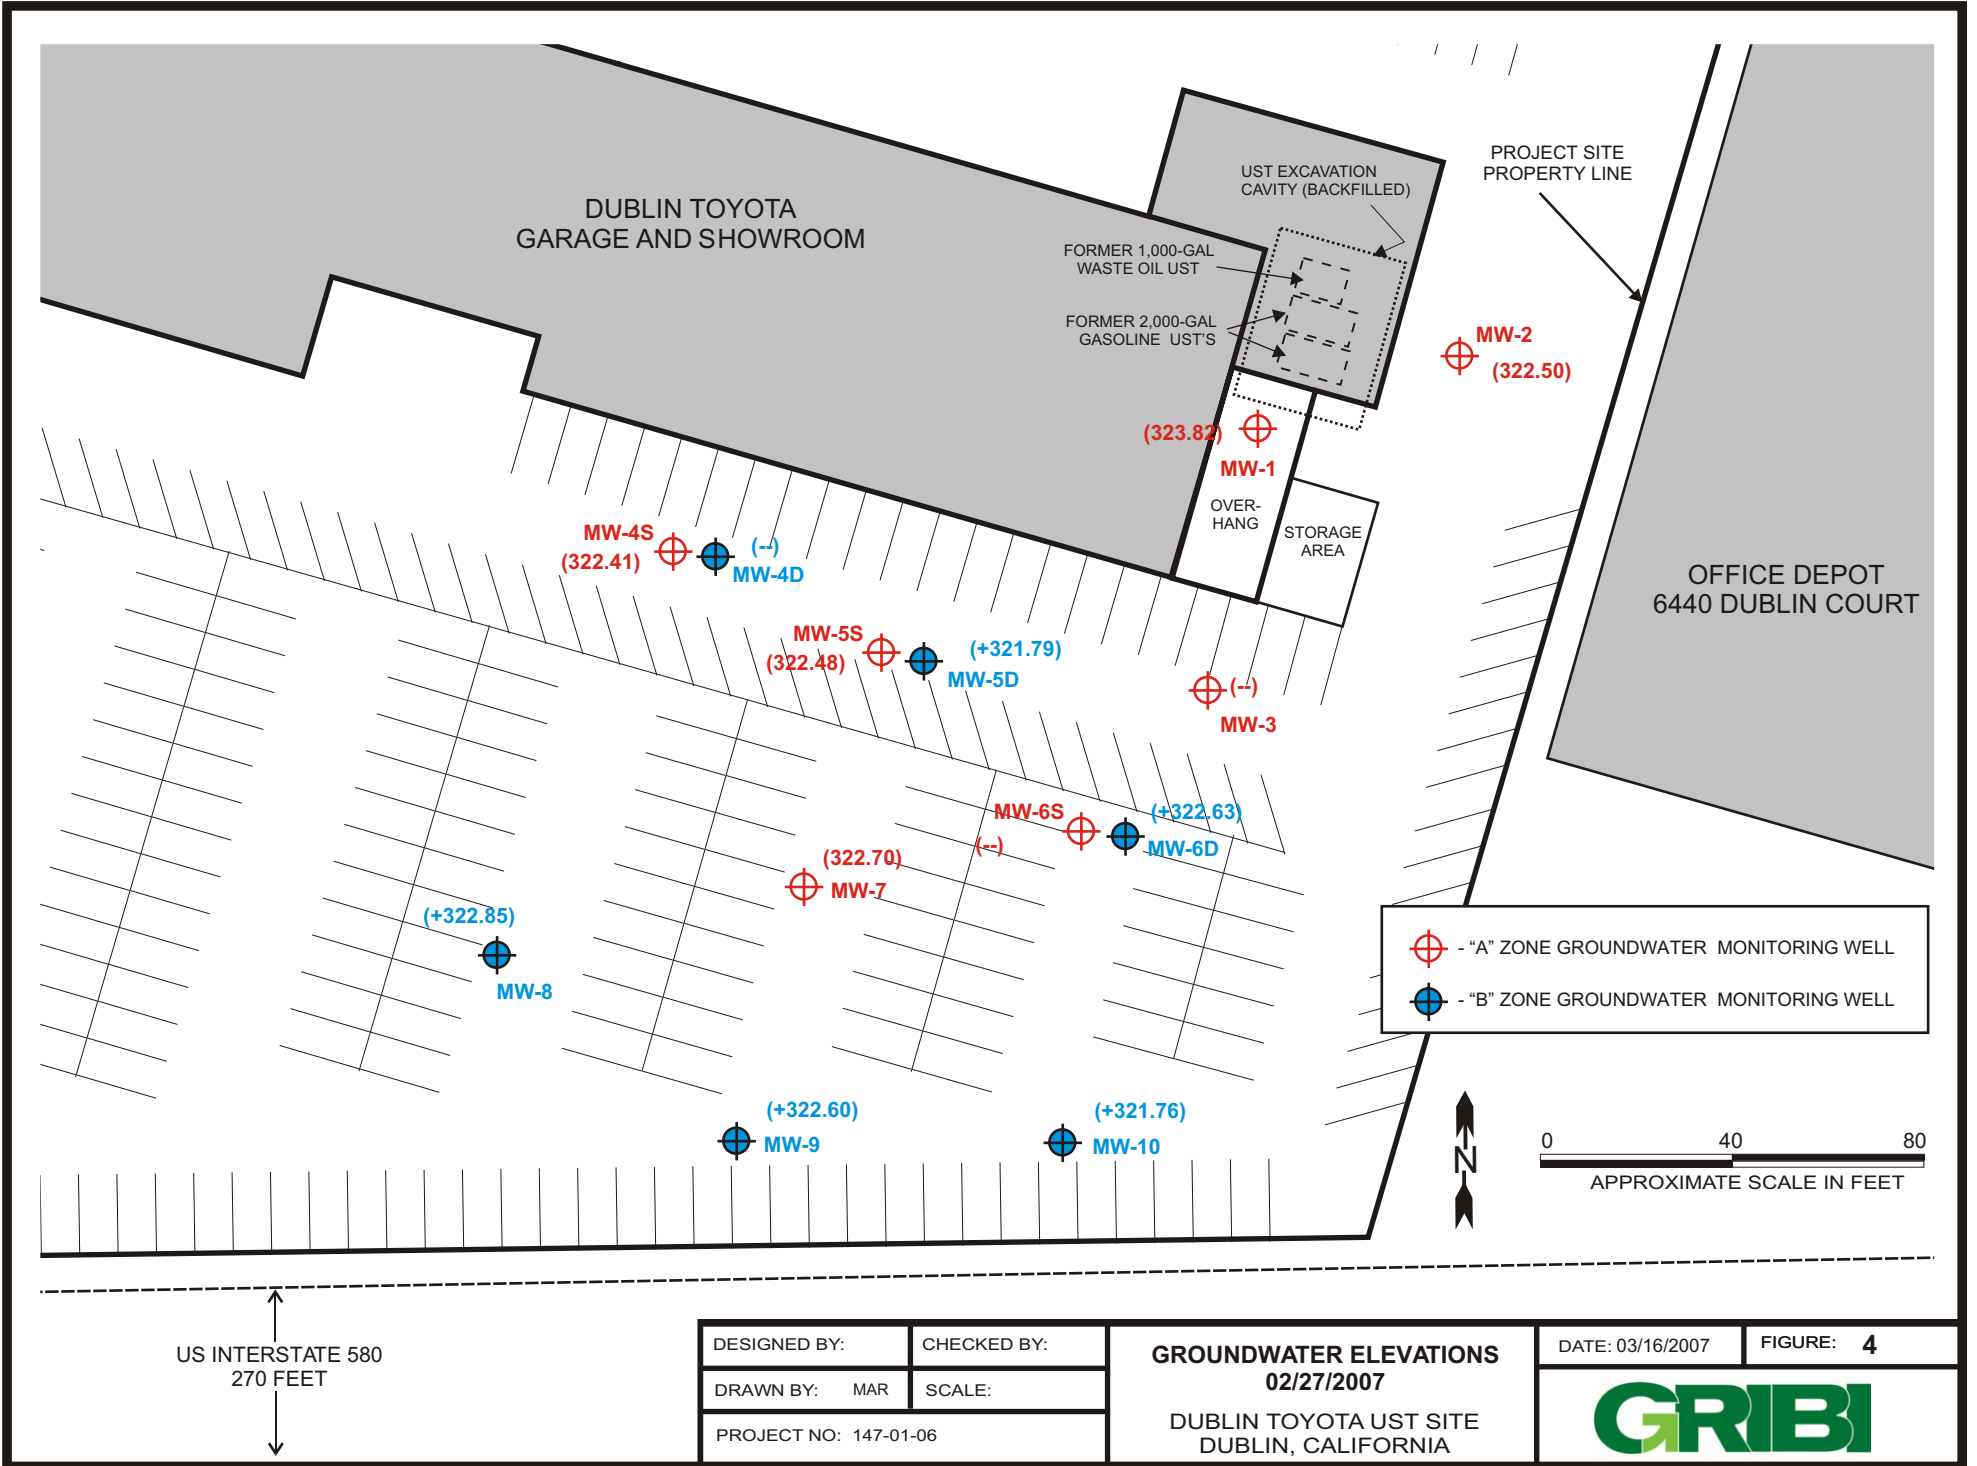 DUBLIN TOYOTA
GARAGE AND SHOWROOM
UST EXCAVATION
CAVITY (BACKFILLED)
PROJECT SITE
PROPERTY LINE
FORMER 1,000-GAL
WASTE OIL UST
FORMER 2,000-GAL
GASOLINE UST'S
MW-2
(322.50)
(323.82)
MW-1
OVER-
HANG
STORAGE
AREA
OFFICE DEPOT
6440 DUBLIN COURT
MW-4S
(322.41)
(--)
MW-4D
MW-5S
(322.48)
(+321.79)
MW-5D
(--)
MW-3
MW-6S
(--)
(+322.63)
MW-6D
(322.70)
MW-7
(+322.85)
MW-8
- “A” ZONE GROUNDWATER MONITORING WELL
- “B” ZONE GROUNDWATER MONITORING WELL
(+322.60)
MW-9
(+321.76)
MW-10
N
0 40 80
APPROXIMATE SCALE IN FEET
US INTERSTATE 580
270 FEET
DESIGNED BY:
CHECKED BY:
DRAWN BY: MAR
SCALE:
PROJECT NO: 147-01-06
GROUNDWATER ELEVATIONS
02/27/2007
DUBLIN TOYOTA UST SITE
DUBLIN, CALIFORNIA
DATE: 03/16/2007
FIGURE: 4
GRIBI